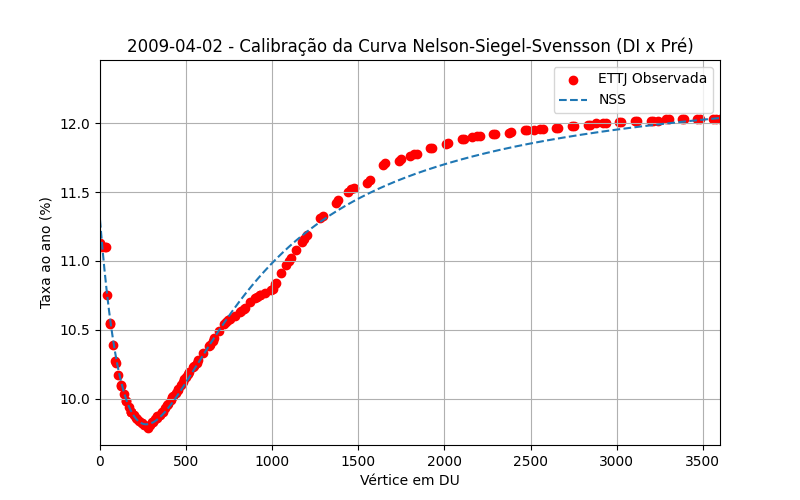 2009-04-02 - Calibração da Curva Nelson-Siegel-Svensson (DI x Pré)
ETTJ Observada
NSS
Taxa ao ano (%)
12.0
11.5
11.0
10.5
10.0
0 500 1000 1500 2000 2500 3000 3500
Vértice em DU